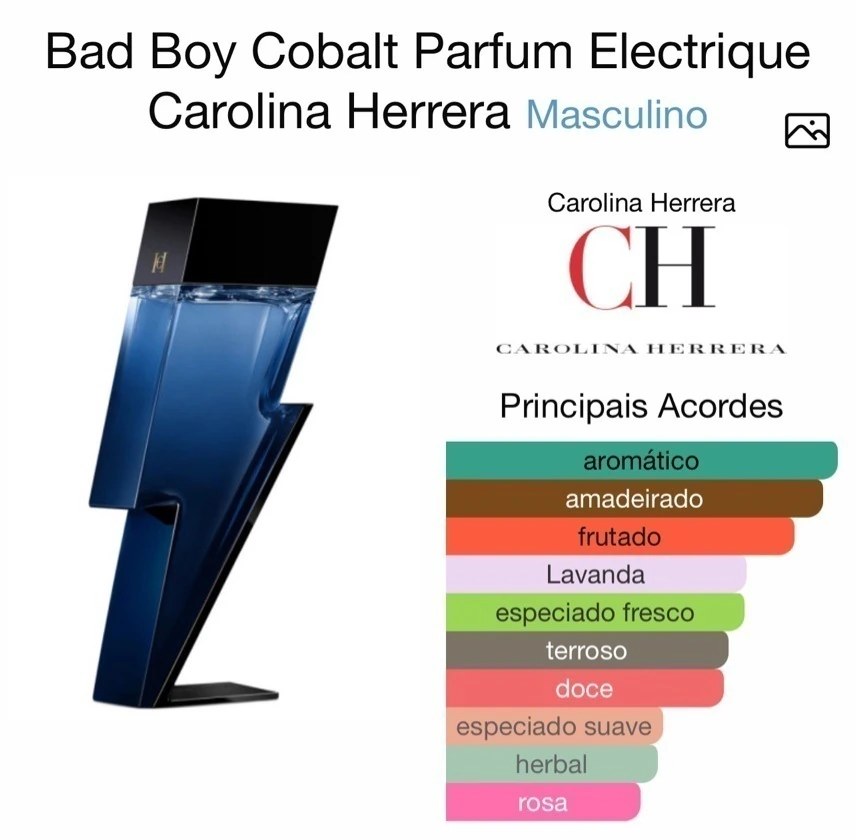 Bad Boy Cobalt Parfum Electrique
Carolina Herrera Masculino
Carolina Herrera
CH
CAROLINA HERRERA
Principais Acordes
aromático
amadeirado
frutado
Lavanda
especiado fresco
terroso
doce
especiado suave
herbal
rosa